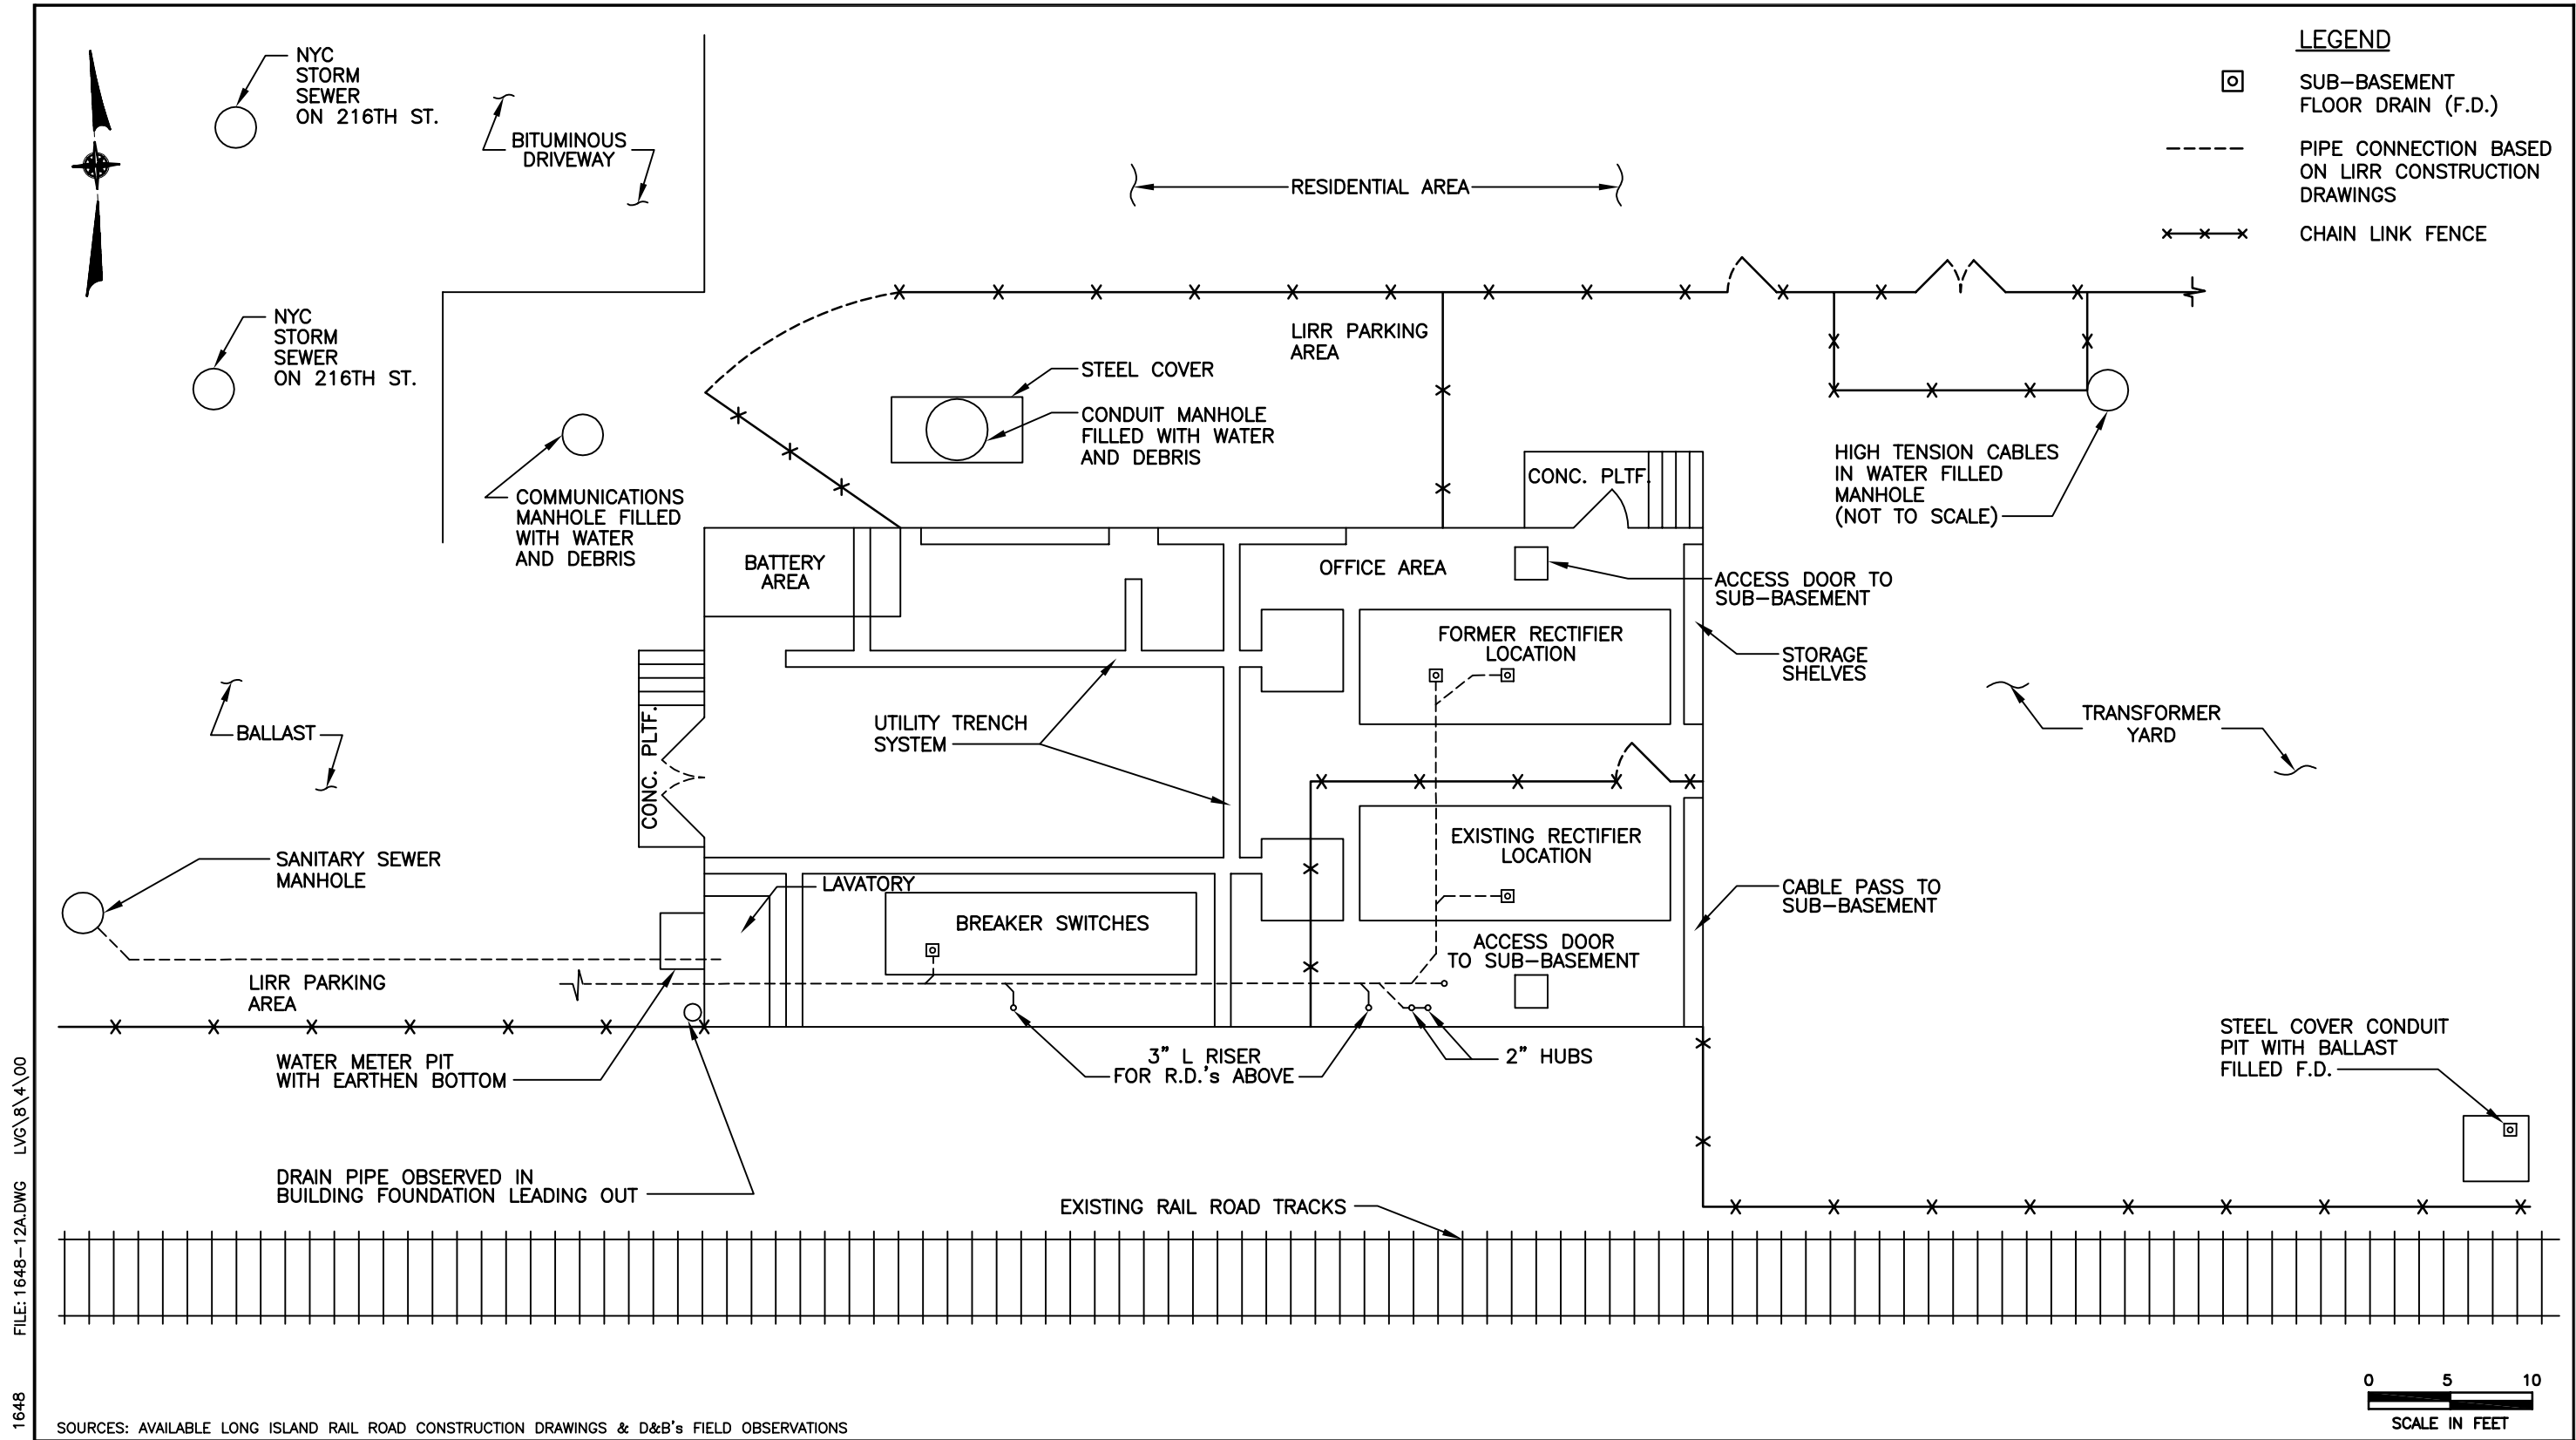 LEGEND
SUB-BASEMENT
FLOOR DRAIN (F.D.)
PIPE CONNECTION BASED
ON LIRR CONSTRUCTION
DRAWINGS
CHAIN LINK FENCE
NYC
STORM
SEWER
ON 216TH ST.
BITUMINOUS
DRIVEWAY
RESIDENTIAL AREA
NYC
STORM
SEWER
ON 216TH ST.
LIRR PARKING
AREA
STEEL COVER
CONDUIT MANHOLE
FILLED WITH WATER
AND DEBRIS
HIGH TENSION CABLES
IN WATER FILLED
MANHOLE
(NOT TO SCALE)
CONC. PLTF.
COMMUNICATIONS
MANHOLE FILLED
WITH WATER
AND DEBRIS
BATTERY
AREA
OFFICE AREA
ACCESS DOOR TO
SUB-BASEMENT
FORMER RECTIFIER
LOCATION
STORAGE
SHELVES
BALLAST
CONC. PLTF.
UTILITY TRENCH
SYSTEM
TRANSFORMER
YARD
EXISTING RECTIFIER
LOCATION
SANITARY SEWER
MANHOLE
LAVATORY
BREAKER SWITCHES
CABLE PASS TO
SUB-BASEMENT
ACCESS DOOR
TO SUB-BASEMENT
LIRR PARKING
AREA
WATER METER PIT
WITH EARTHEN BOTTOM
3" L RISER
FOR R.D.'s ABOVE
2" HUBS
STEEL COVER CONDUIT
PIT WITH BALLAST
FILLED F.D.
DRAIN PIPE OBSERVED IN
BUILDING FOUNDATION LEADING OUT
EXISTING RAIL ROAD TRACKS
0 5 10
SCALE IN FEET
SOURCES: AVAILABLE LONG ISLAND RAIL ROAD CONSTRUCTION DRAWINGS & D&B's FIELD OBSERVATIONS
1648 FILE: 1648-12A.DWG LVG\8\4\00